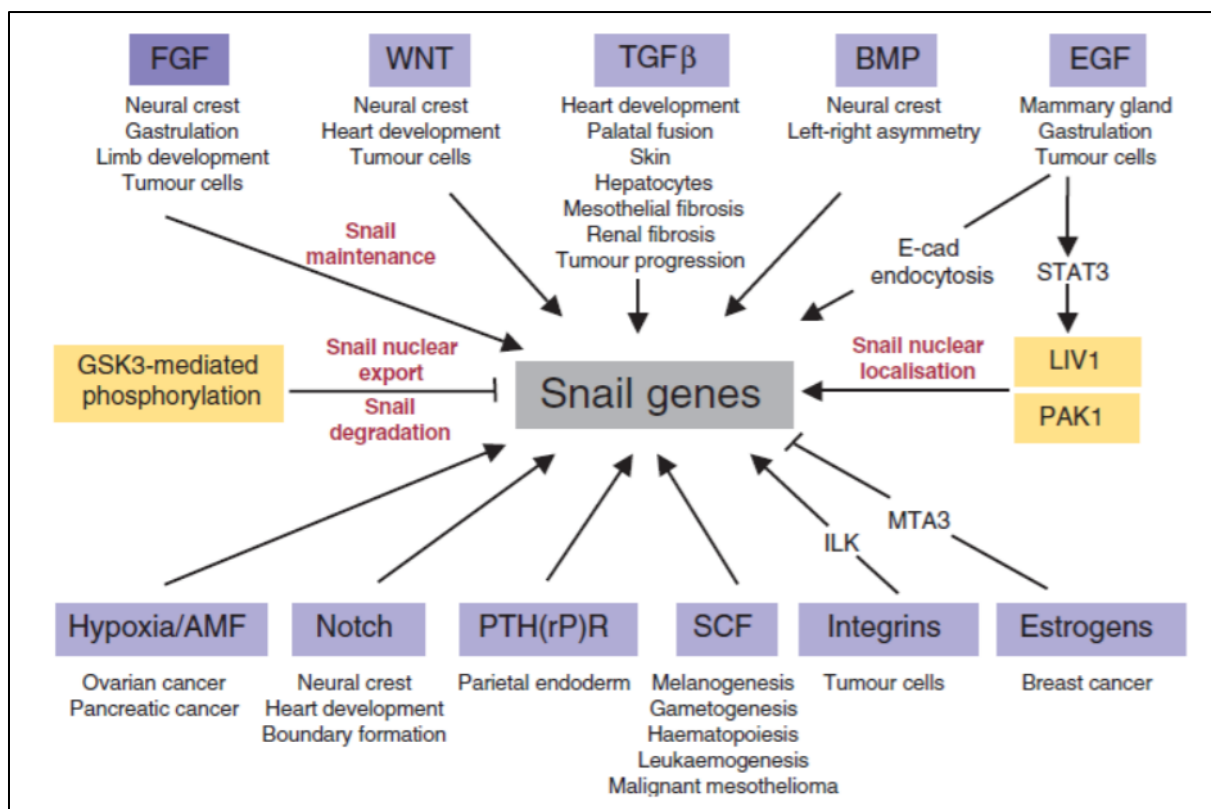 FGF
Neural crest
Gastrulation
Limb development
Tumour cells
WNT
Neural crest
Heart development
Tumour cells
TGFβ
Heart development
Palatal fusion
Skin
Hepatocytes
Mesothelial fibrosis
Renal fibrosis
Tumour progression
BMP
Neural crest
Left-right asymmetry
EGF
Mammary gland
Gastrulation
Tumour cells
Snail
maintenance
E-cad
endocytosis
STAT3
GSK3-mediated
phosphorylation
Snail nuclear
export
Snail
degradation
Snail genes
Snail nuclear
localisation
LIV1
PAK1
ILK
MTA3
Hypoxia/AMF
Ovarian cancer
Pancreatic cancer
Notch
Neural crest
Heart development
Boundary formation
PTH(rP)R
Parietal endoderm
SCF
Melanogenesis
Gametogenesis
Haematopoiesis
Leukaemogenesis
Malignant mesothelioma
Integrins
Tumour cells
Estrogens
Breast cancer